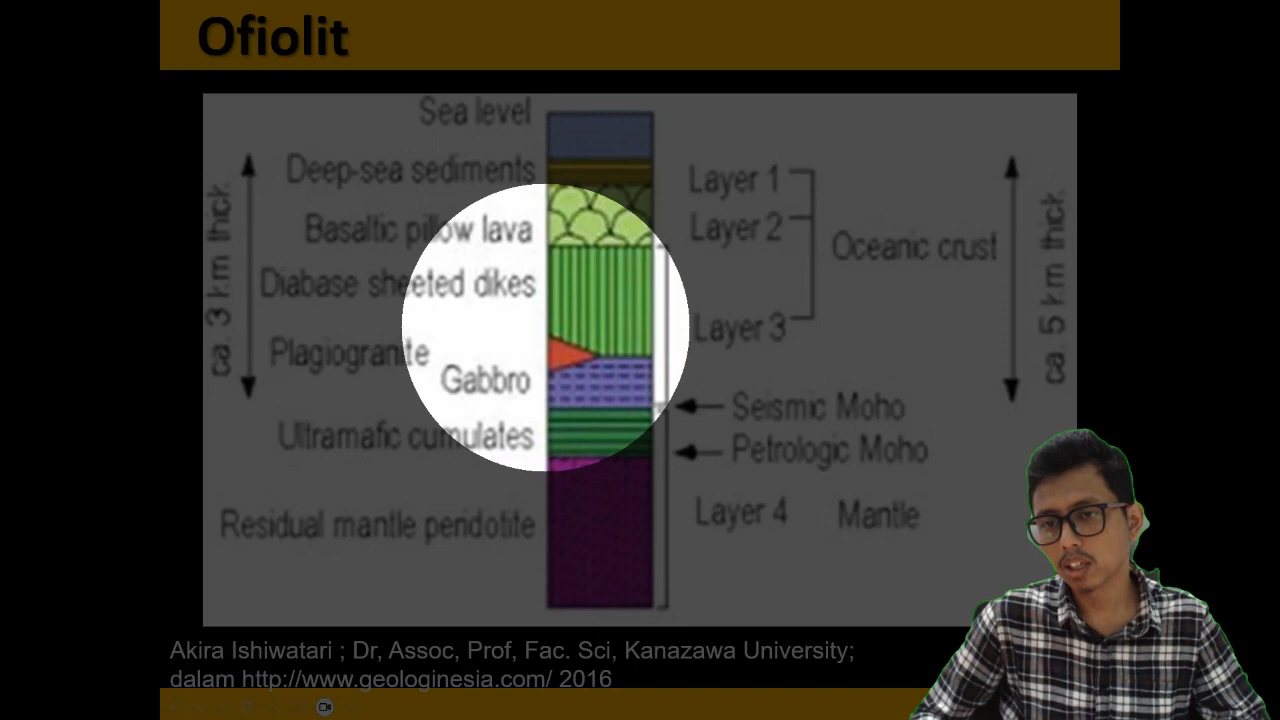 Ofiolit
Sea level
Deep-sea sediments
Layer 1
Basaltic pillow lava
Layer 2
Oceanic crust
Diabase sheeted dikes
Layer 3
ca. 3 km thick
ca. 5 km thick
Plagiogranite
Gabbro
Seismic Moho
Ultramafic cumulates
Petrologic Moho
Layer 4
Mantle
Residual mantle peridotite
Akira Ishiwatari ; Dr, Assoc, Prof, Fac. Sci, Kanazawa University;
dalam http://www.geologinesia.com/ 2016